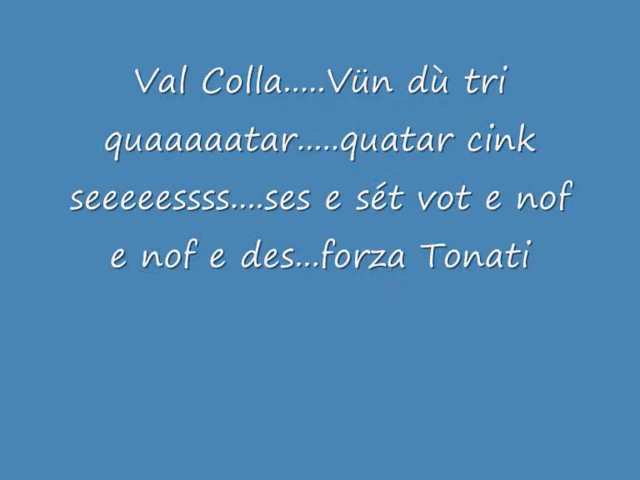 Val Colla.....Vün dù tri
quaaaaatar.....quatar cink
seeeeessss....ses e sét vot e nof
e nof e des...forza Tonati